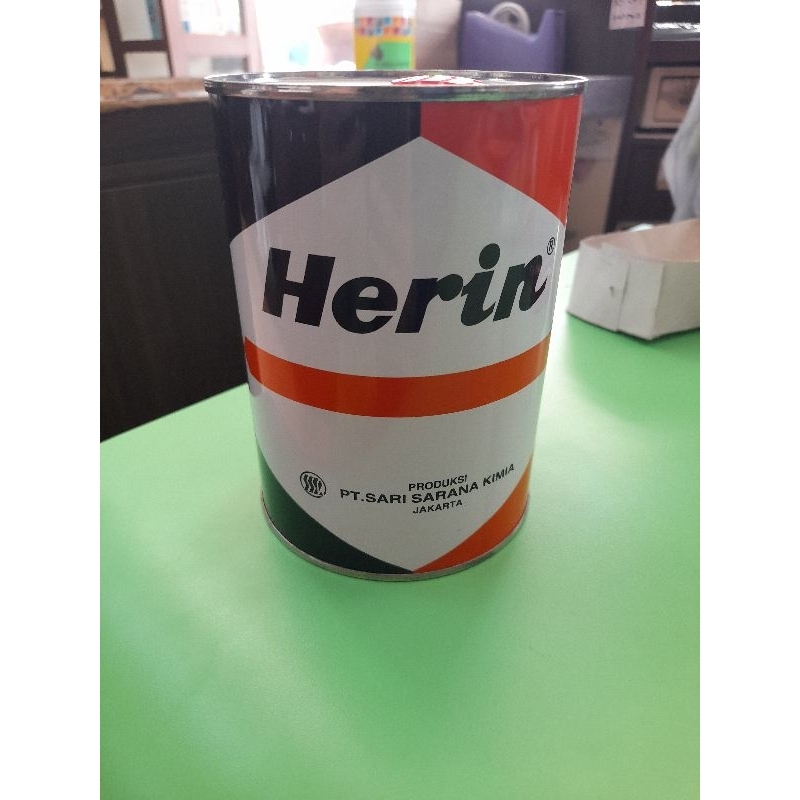 Herin®
PRODUKSI
PT.SARI SARANA KIMIA
JAKARTA